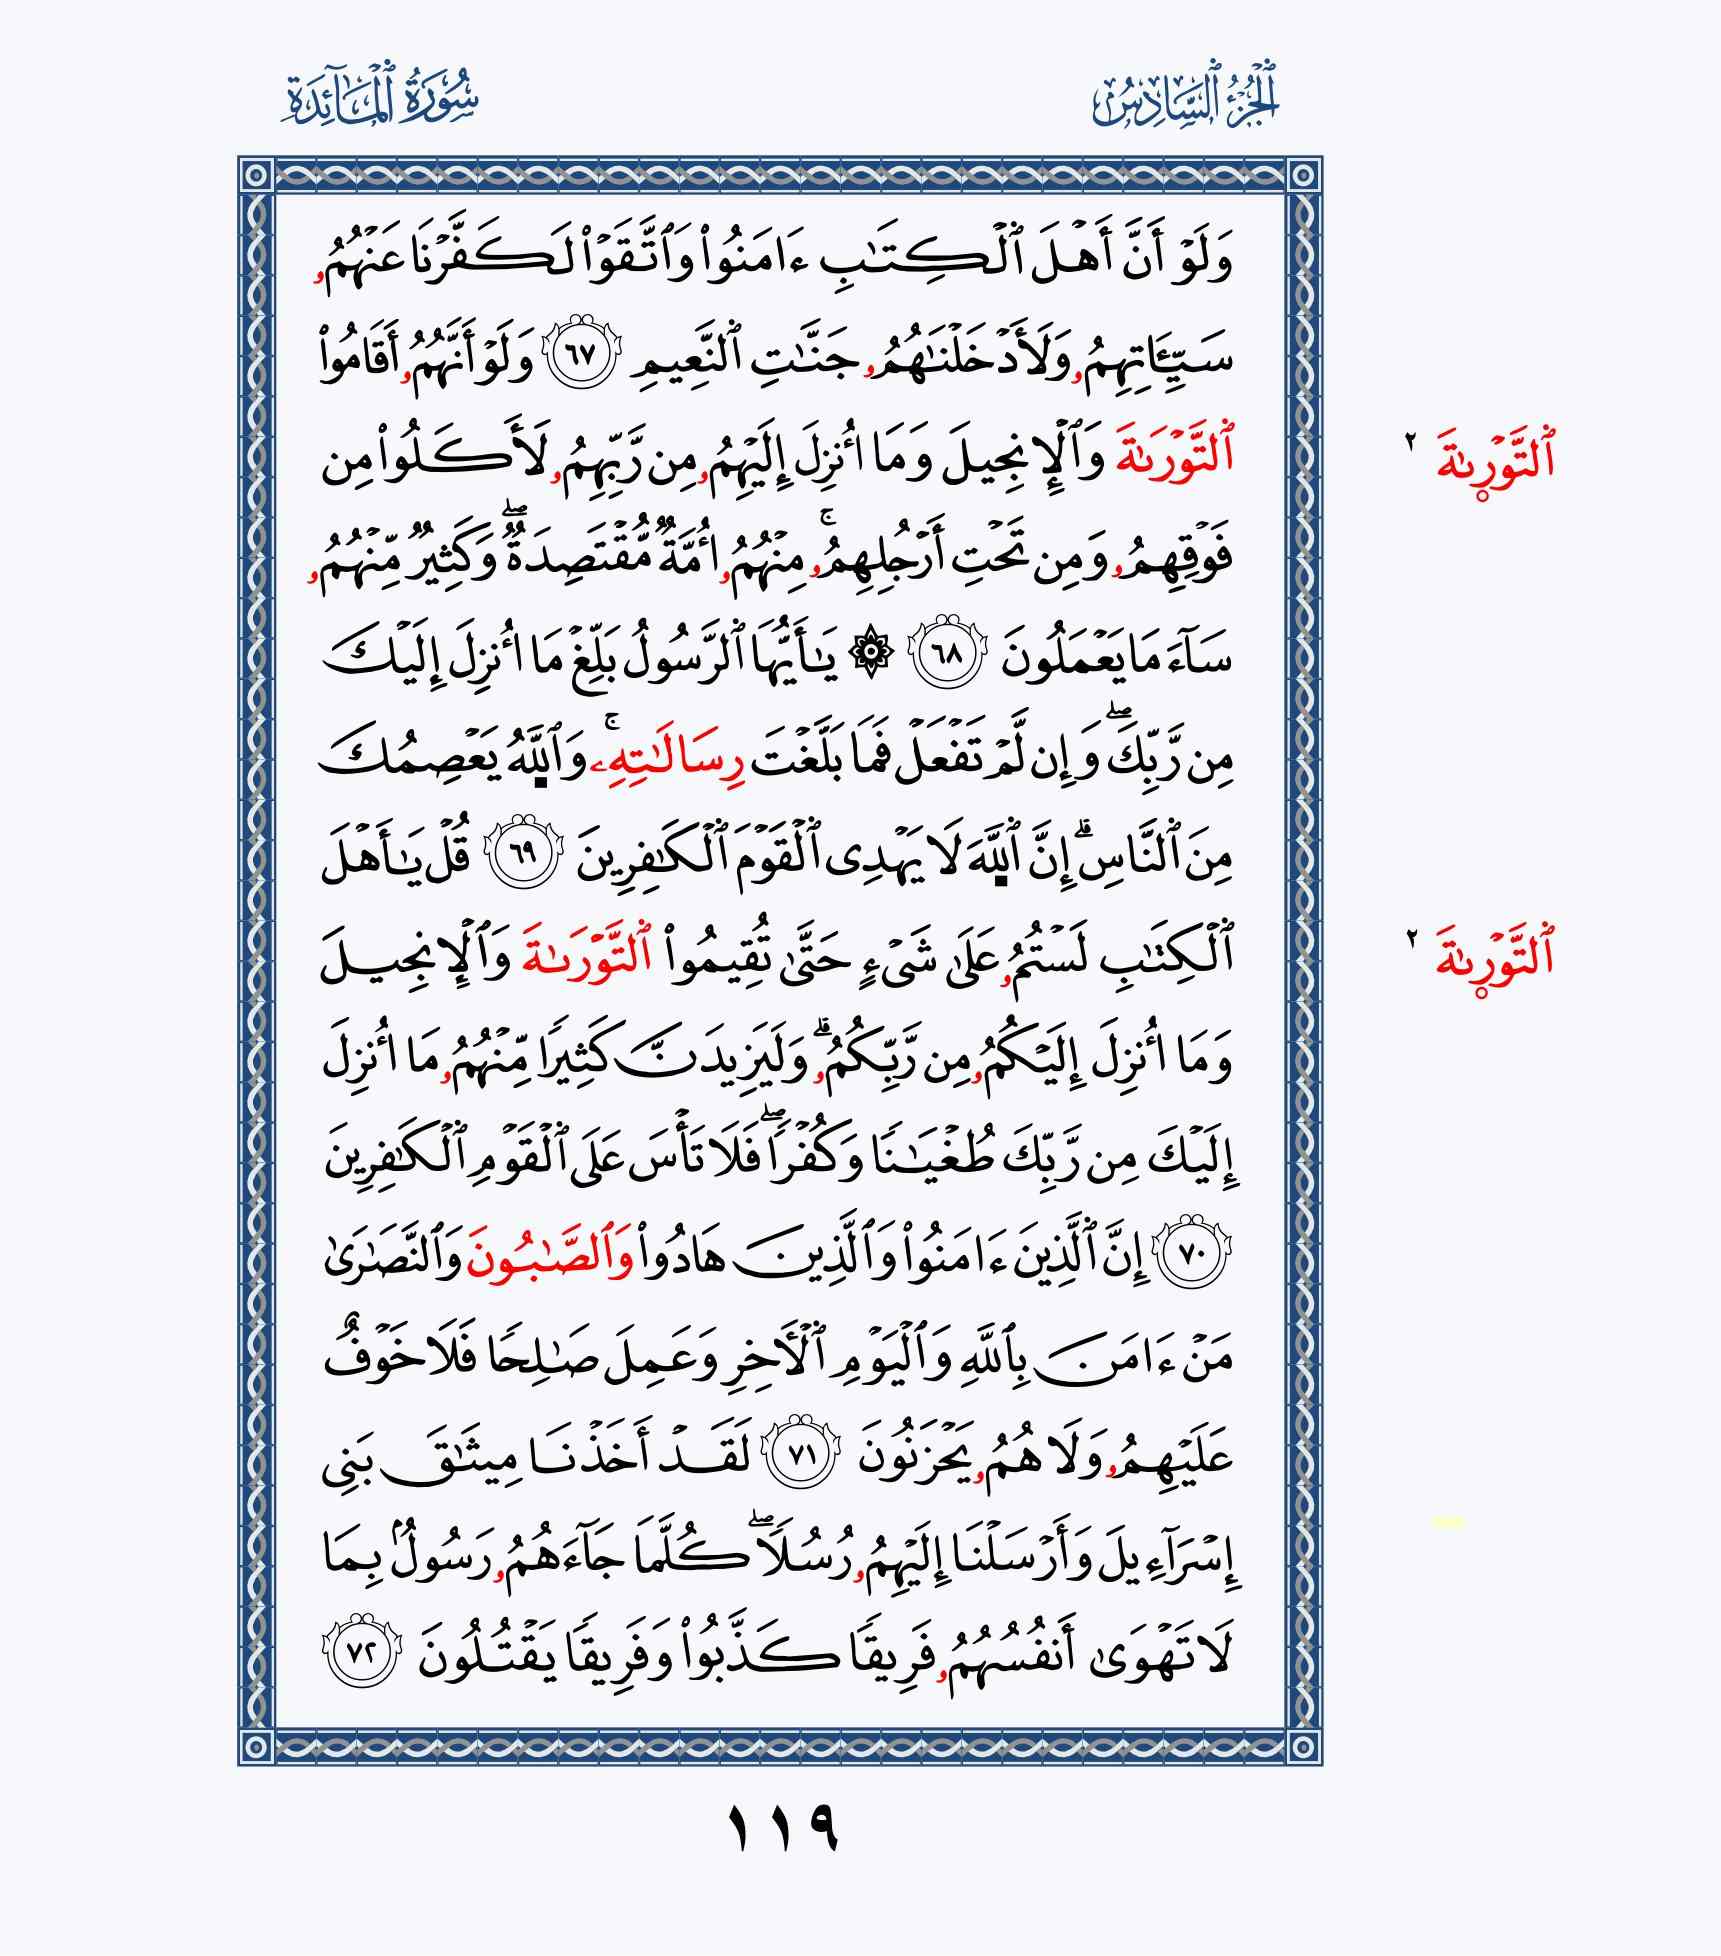 ٱلْجُزْءُ ٱلسَّادِسُ
سُورَةُ ٱلْمَآئِدَةِ
وَلَوْ أَنَّ أَهْلَ ٱلْكِتَٰبِ ءَامَنُوا۟ وَٱتَّقَوْا۟ لَكَفَّرْنَا عَنْهُمُۥ
سَيِّـَٔاتِهِمُۥ وَلَأَدْخَلْنَٰهُمُۥ جَنَّٰتِ ٱلنَّعِيمِ ٦٧ وَلَوْ أَنَّهُمُۥ أَقَامُوا۟
ٱلتَّوْرَىٰةَ وَٱلْإِنجِيلَ وَمَا أُنزِلَ إِلَيْهِمُۥ مِن رَّبِّهِمُۥ لَأَكَلُوا۟ مِن
ٱلتَّوْرىٰةَ ٢
فَوْقِهِمُۥ وَمِن تَحْتِ أَرْجُلِهِمُۥۚ مِنْهُمُۥ أُمَّةٌ مُّقْتَصِدَةٌۖ وَكَثِيرٌ مِّنْهُمُۥ
سَآءَ مَا يَعْمَلُونَ ٦٨ ۞ يَٰأَيُّهَا ٱلرَّسُولُ بَلِّغْ مَا أُنزِلَ إِلَيْكَ
مِن رَّبِّكَۖ وَإِن لَّمْ تَفْعَلْ فَمَا بَلَّغْتَ رِسَالَٰتِهِۦۚ وَٱللَّهُ يَعْصِمُكَ
مِنَ ٱلنَّاسِۗ إِنَّ ٱللَّهَ لَا يَهْدِى ٱلْقَوْمَ ٱلْكَٰفِرِينَ ٦٩ قُلْ يَٰأَهْلَ
ٱلْكِتَٰبِ لَسْتُمُۥ عَلَىٰ شَىْءٍ حَتَّىٰ تُقِيمُوا۟ ٱلتَّوْرَىٰةَ وَٱلْإِنجِيلَ
ٱلتَّوْرىٰةَ ٢
وَمَا أُنزِلَ إِلَيْكُمُۥ مِن رَّبِّكُمُۥۗ وَلَيَزِيدَنَّ كَثِيرًا مِّنْهُمُۥ مَا أُنزِلَ
إِلَيْكَ مِن رَّبِّكَ طُغْيَٰنًا وَكُفْرًاۖ فَلَا تَأْسَ عَلَى ٱلْقَوْمِ ٱلْكَٰفِرِينَ
٧٠ إِنَّ ٱلَّذِينَ ءَامَنُوا۟ وَٱلَّذِينَ هَادُوا۟ وَٱلصَّٰبُونَ وَٱلنَّصَٰرَىٰ
مَنْ ءَامَنَ بِٱللَّهِ وَٱلْيَوْمِ ٱلْأَخِرِ وَعَمِلَ صَٰلِحًا فَلَا خَوْفٌ
عَلَيْهِمُۥ وَلَا هُمُۥ يَحْزَنُونَ ٧١ لَقَدْ أَخَذْنَا مِيثَٰقَ بَنِى
إِسْرَآءِيلَ وَأَرْسَلْنَا إِلَيْهِمُۥ رُسُلًاۖ كُلَّمَا جَآءَهُمُۥ رَسُولٌۢ بِمَا
لَا تَهْوَىٰ أَنفُسُهُمُۥ فَرِيقًا كَذَّبُوا۟ وَفَرِيقًا يَقْتُلُونَ ٧٢
١١٩